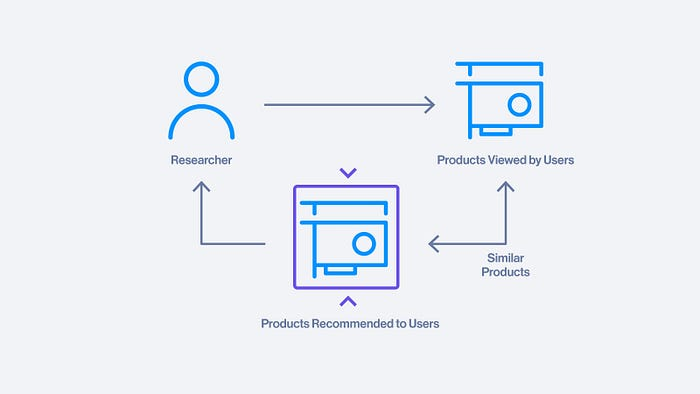 Researcher
Products Viewed by Users
Similar
Products
Products Recommended to Users